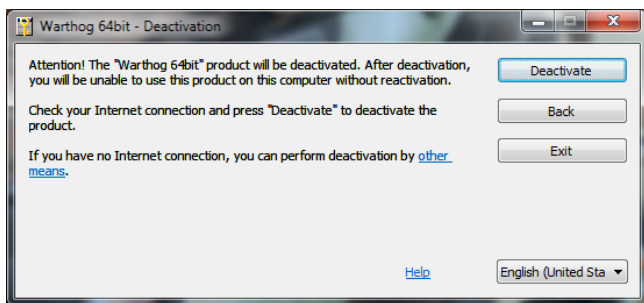 Warthog 64bit - Deactivation
Attention! The "Warthog 64bit" product will be deactivated. After deactivation,
you will be unable to use this product on this computer without reactivation.
Check your Internet connection and press "Deactivate" to deactivate the
product.
If you have no Internet connection, you can perform deactivation by other
means.
Deactivate
Back
Exit
Help
English (United Sta